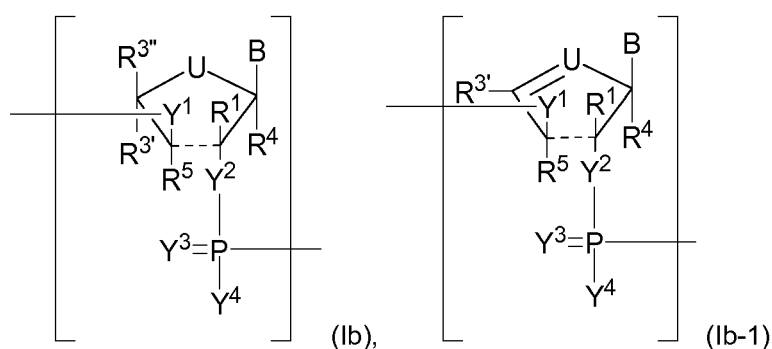 B B
R³″ U U
Y¹ R¹ R³′ Y¹ R¹
R³′ R⁴ R⁴
R⁵ Y² R⁵ Y²
Y³=P Y³=P
Y⁴ Y⁴
(Ib), (Ib-1)